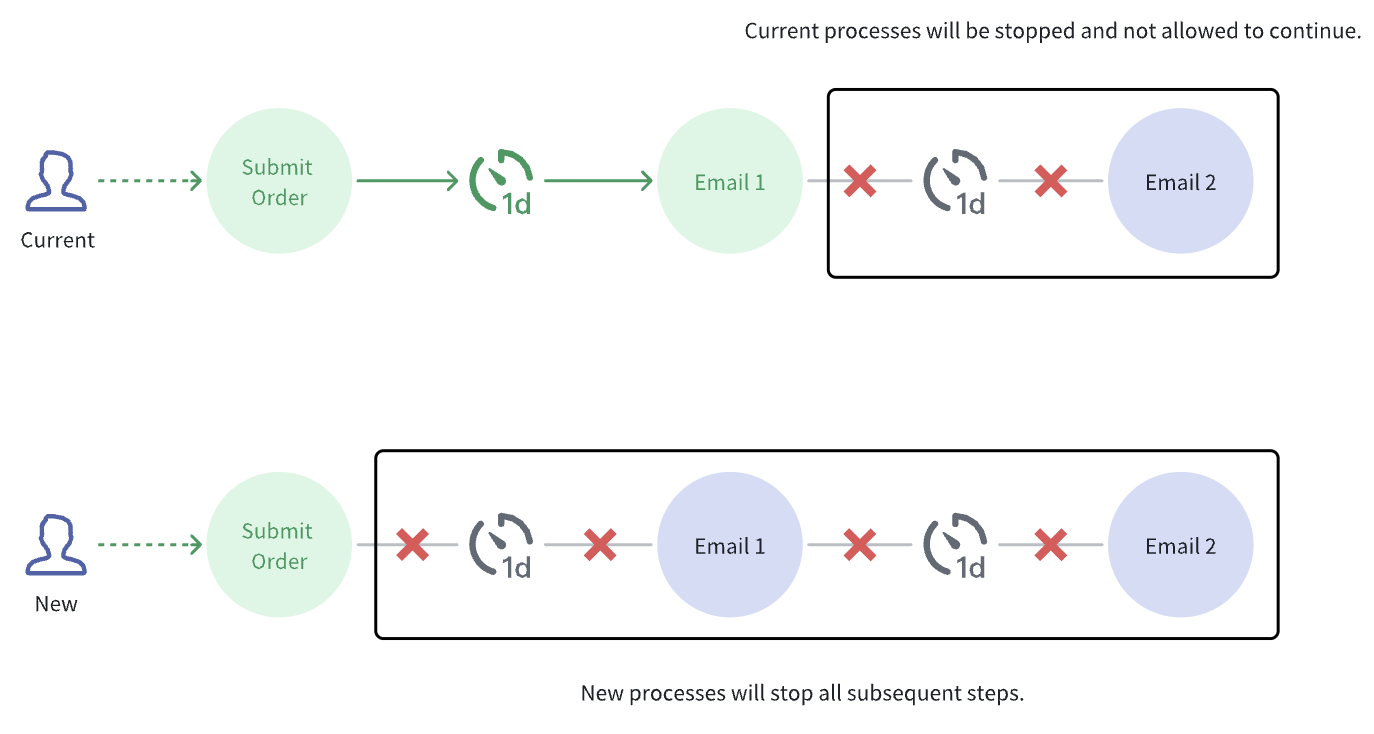 Current processes will be stopped and not allowed to continue.
Submit
Order
1d
Email 1
1d
Email 2
Current
Submit
Order
1d
Email 1
1d
Email 2
New
New processes will stop all subsequent steps.